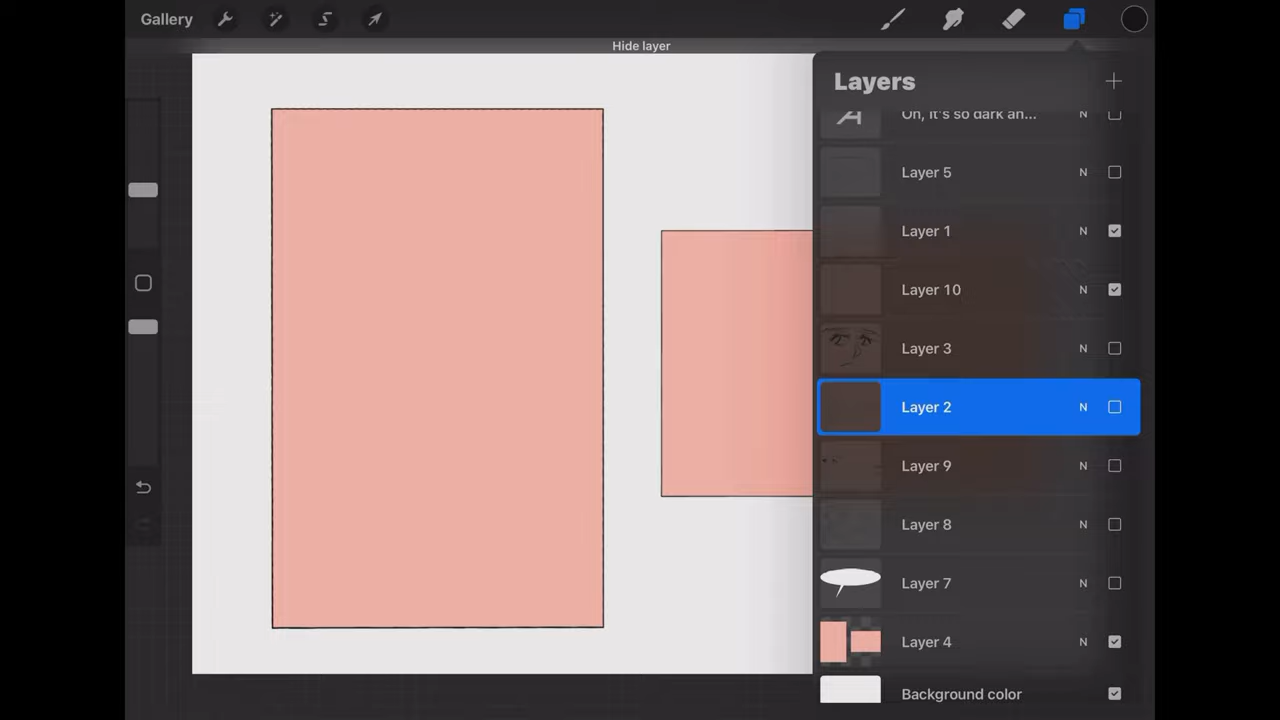 Gallery
Hide layer
Layers
Oh, it's so dark an... N
Layer 5 N
Layer 1 N
Layer 10 N
Layer 3 N
Layer 2 N
Layer 9 N
Layer 8 N
Layer 7 N
Layer 4 N
Background color